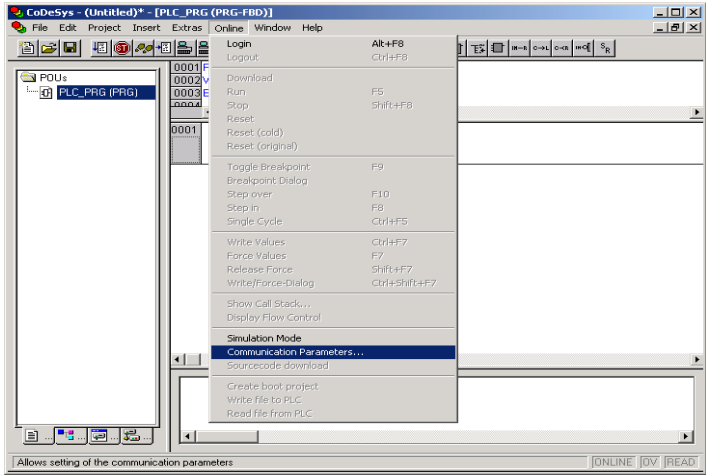 CoDeSys - (Untitled)* - [PLC_PRG (PRG-FBD)]
File Edit Project Insert Extras Online Window Help
POUs
PLC_PRG (PRG)
0001
0002
0003
0004
0001
Login Alt+F8
Logout Ctrl+F8
Download
Run F5
Stop Shift+F8
Reset
Reset (cold)
Reset (original)
Toggle Breakpoint F9
Breakpoint Dialog
Step over F10
Step in F8
Single Cycle Ctrl+F5
Write Values Ctrl+F7
Force Values F7
Release Force Shift+F7
Write/Force-Dialog Ctrl+Shift+F7
Show Call Stack...
Display Flow Control
Simulation Mode
Communication Parameters...
Sourcecode download
Create boot project
Write file to PLC
Read file from PLC
Allows setting of the communication parameters
ONLINE OV READ